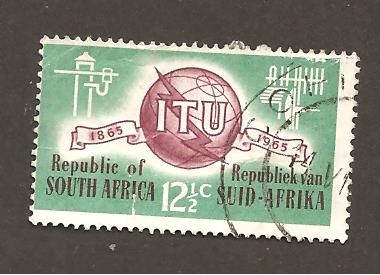 ITU
1865 1965
Republic of
SOUTH AFRICA
12½c
Republiek van
SUID-AFRIKA